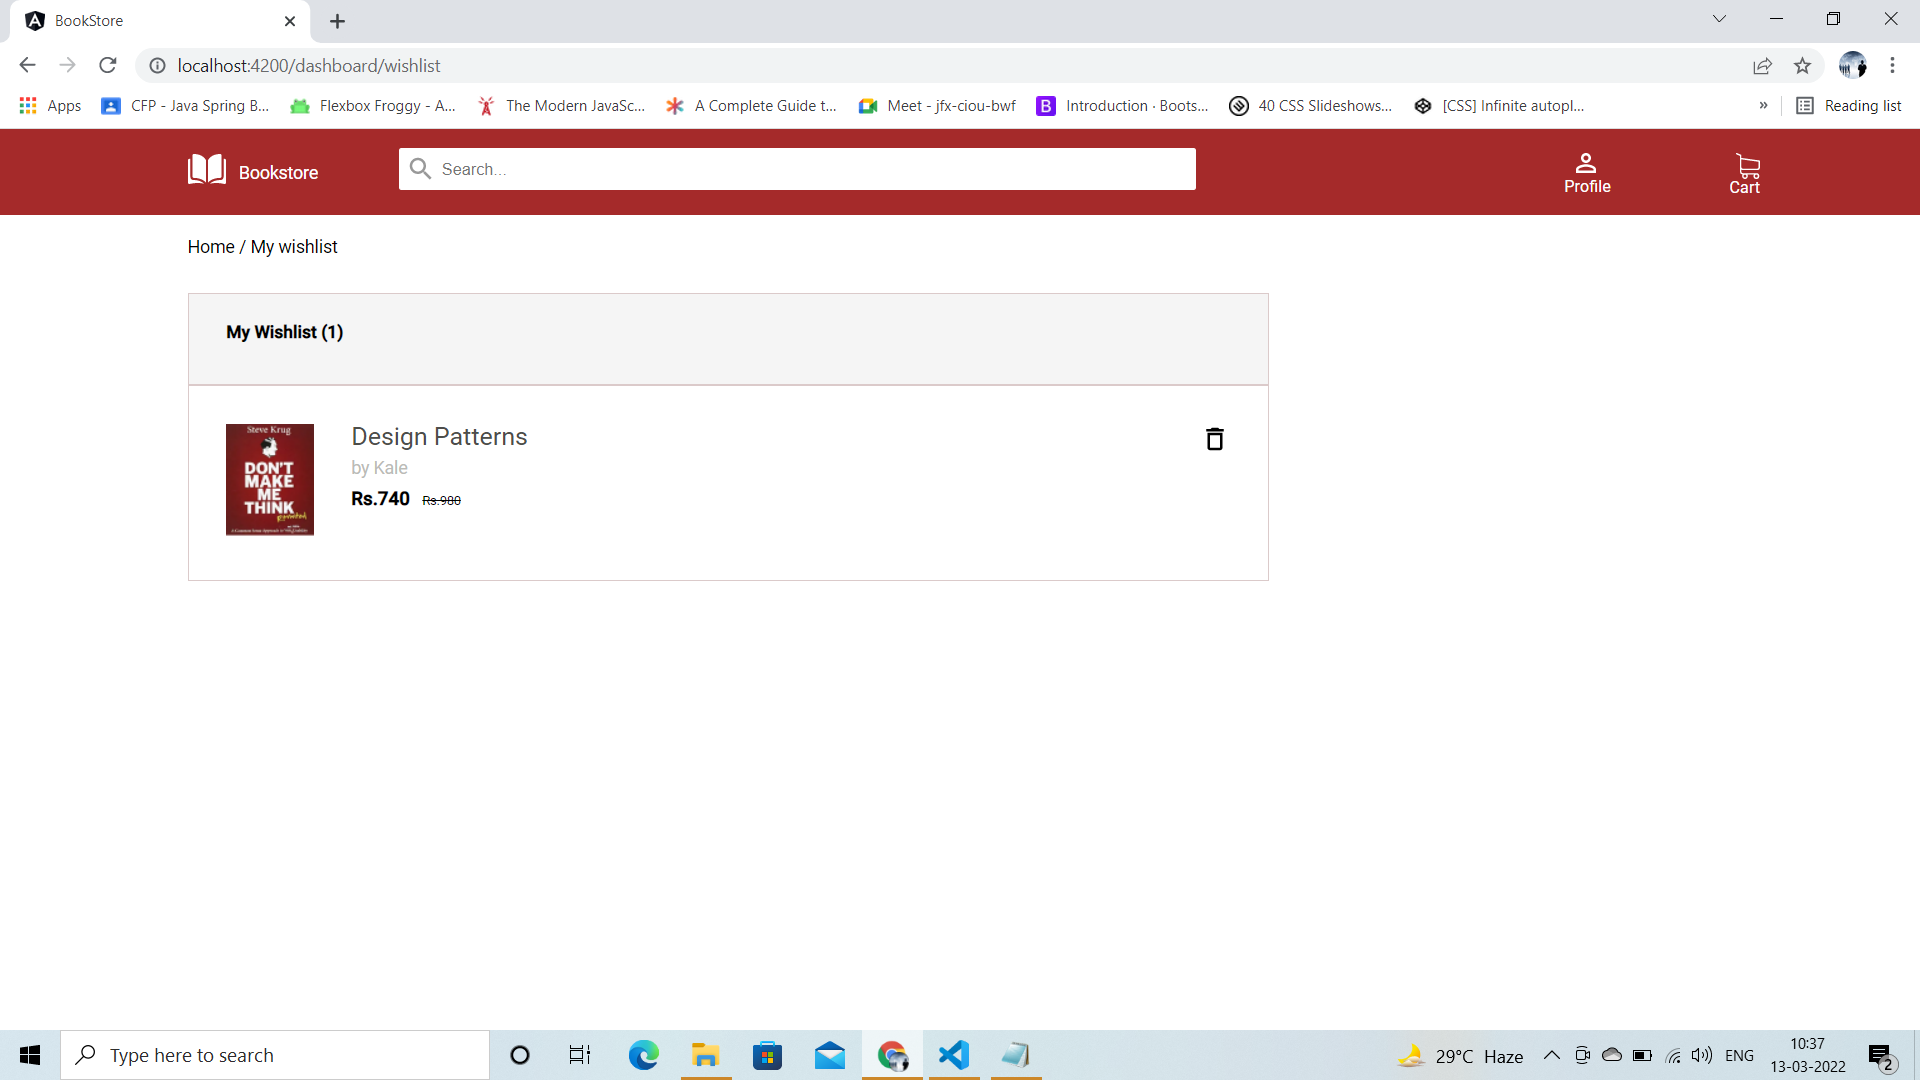 BookStore
localhost:4200/dashboard/wishlist
Apps
CFP - Java Spring B...
Flexbox Froggy - A...
The Modern JavaSc...
A Complete Guide t...
Meet - jfx-ciou-bwf
Introduction · Boots...
40 CSS Slideshows...
[CSS] Infinite autopl...
»
Reading list
Bookstore
Search...
Profile
Cart
Home / My wishlist
My Wishlist (1)
Steve Krug
DON'T
MAKE
ME
THINK
Design Patterns
by Kale
Rs.740 Rs.900
Type here to search
29°C Haze
ENG
10:37
13-03-2022
2